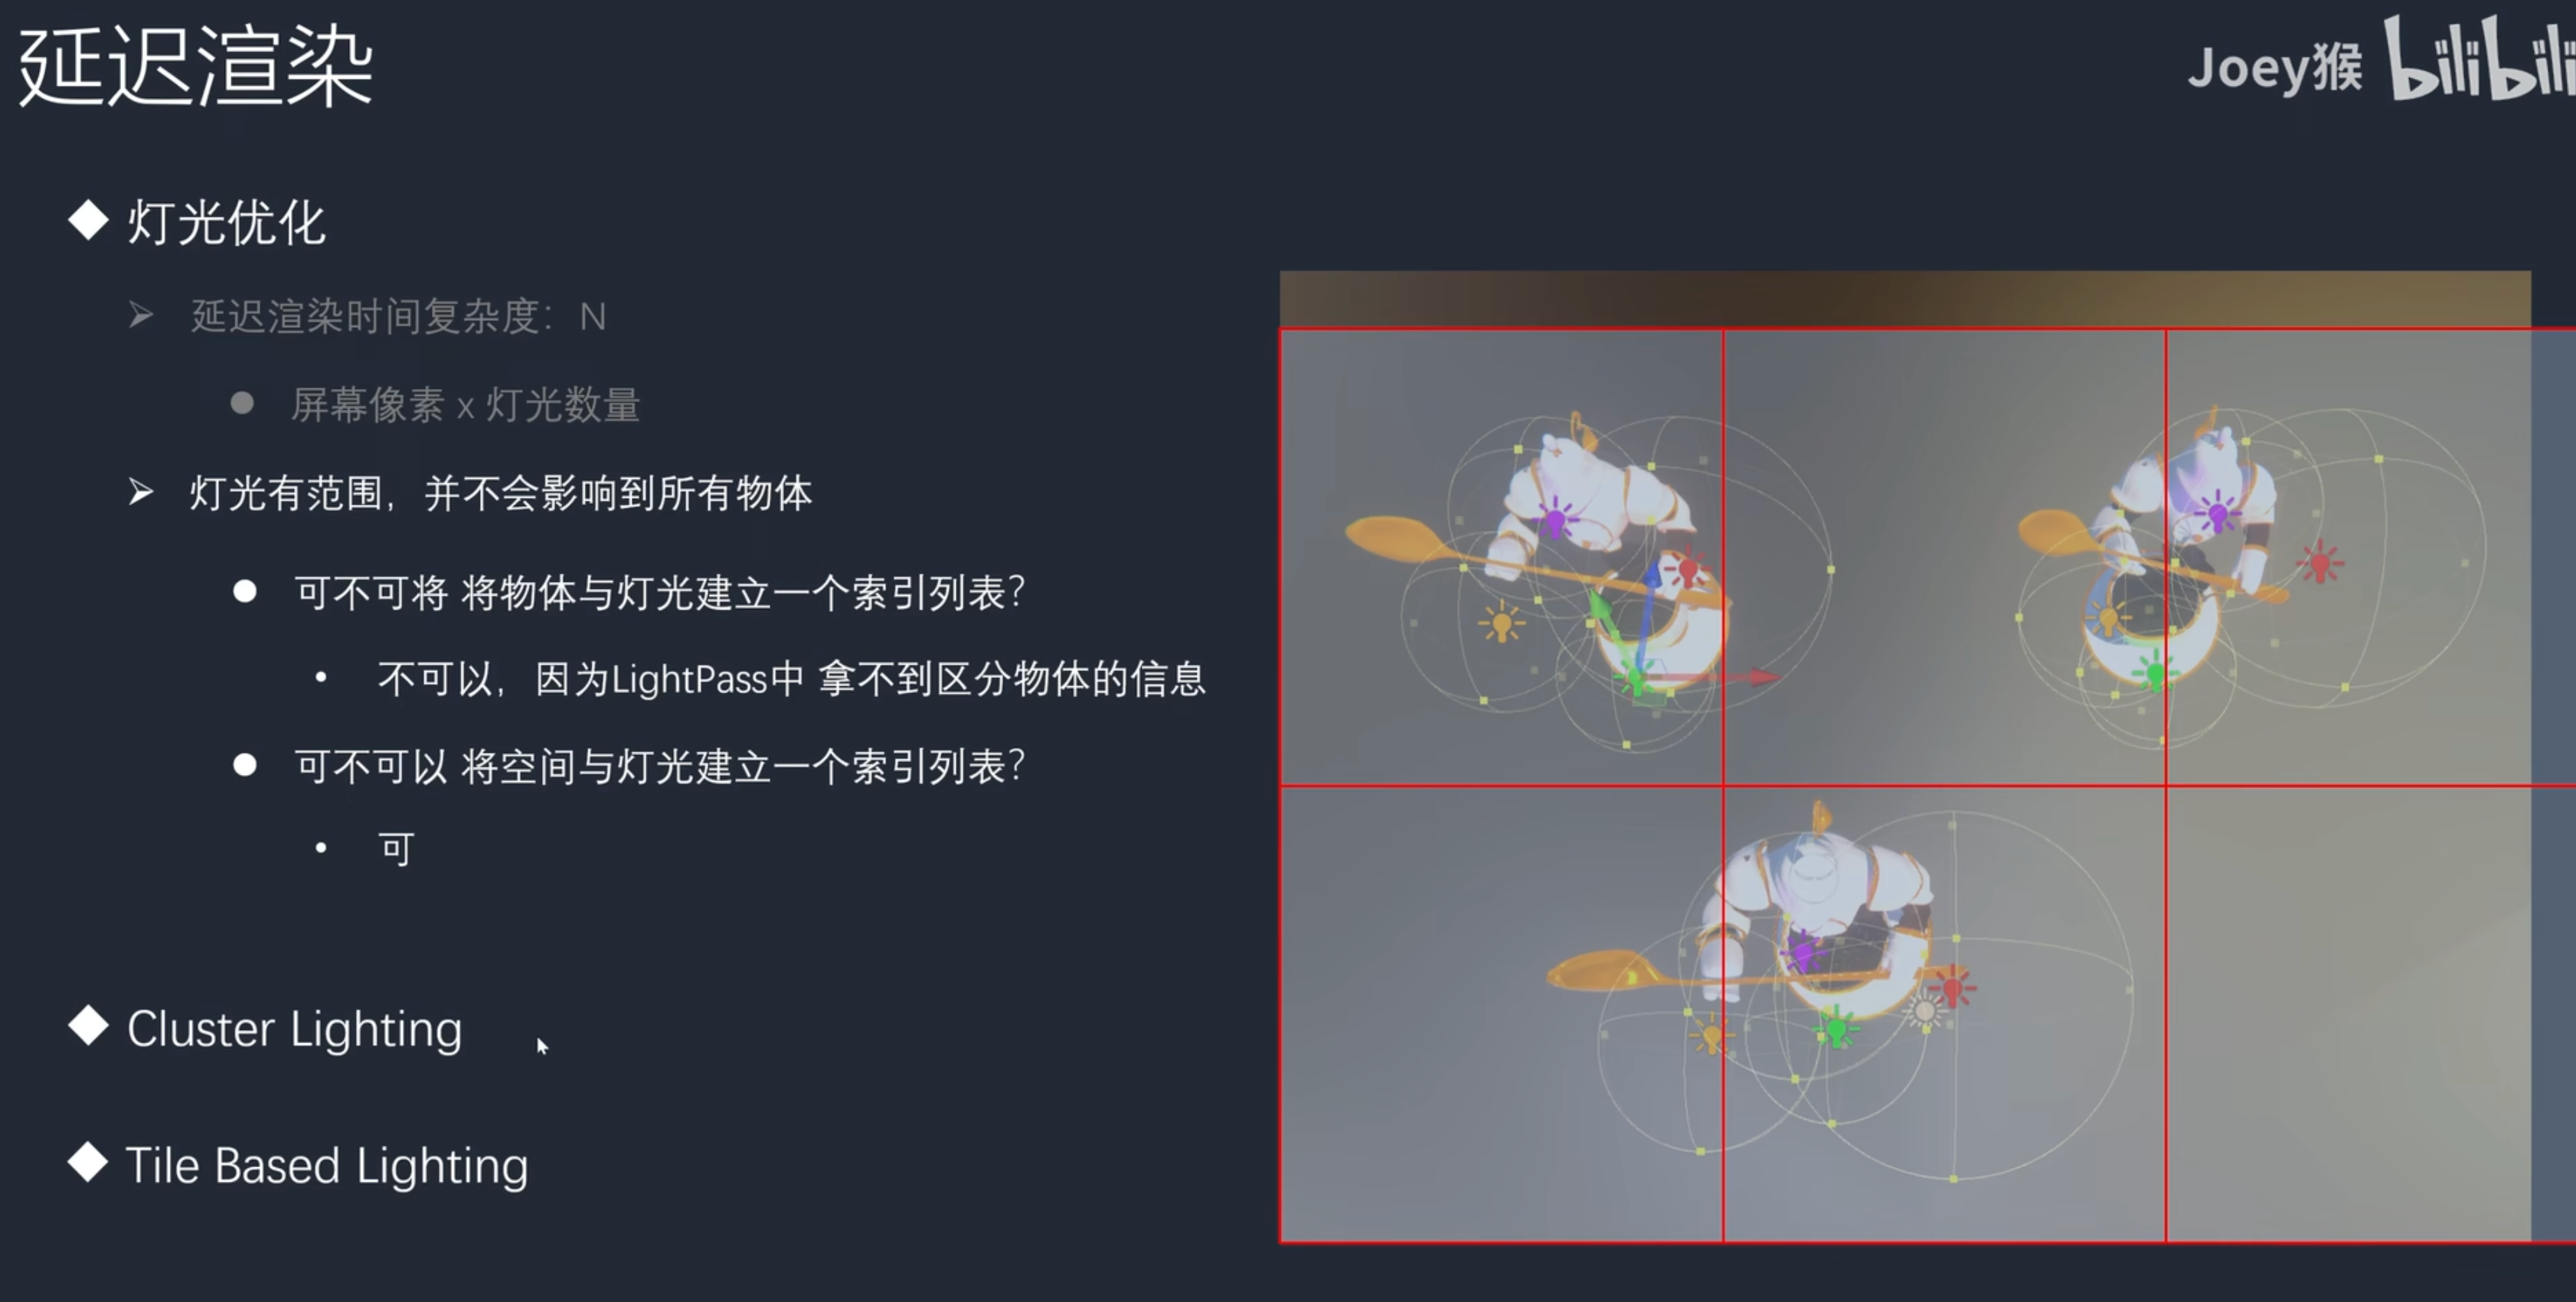 延迟渲染
Joey猴 bilibili
灯光优化
延迟渲染时间复杂度：N
屏幕像素 x 灯光数量
灯光有范围，并不会影响到所有物体
可不可将 将物体与灯光建立一个索引列表？
不可以，因为LightPass中 拿不到区分物体的信息
可不可以 将空间与灯光建立一个索引列表？
可
Cluster Lighting
Tile Based Lighting